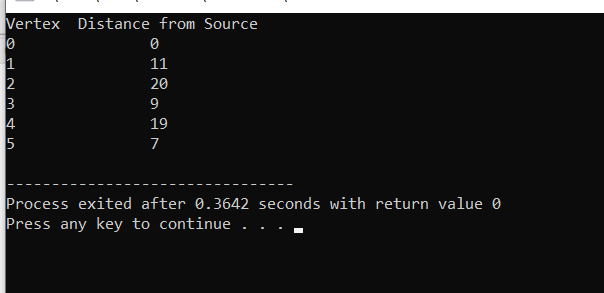 Vertex  Distance from Source
0               0
1               11
2               20
3               9
4               19
5               7
--------------------------------
Process exited after 0.3642 seconds with return value 0
Press any key to continue . . .